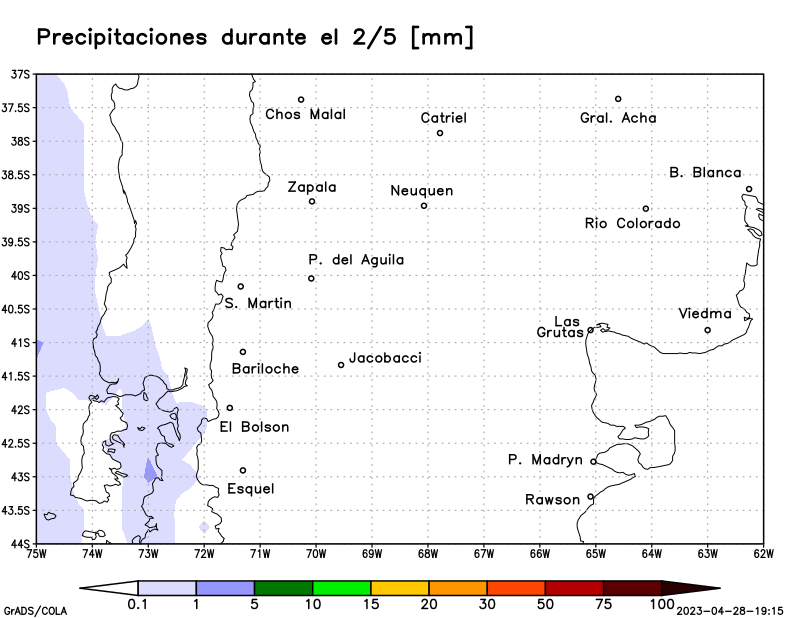 Precipitaciones durante el 2/5 [mm]
37S
37.5S
38S
38.5S
39S
39.5S
40S
40.5S
41S
41.5S
42S
42.5S
43S
43.5S
44S
Chos Malal
Catriel
Gral. Acha
B. Blanca
Zapala
Neuquen
Rio Colorado
P. del Aguila
S. Martin
Viedma
Las
Grutas
Jacobacci
Bariloche
El Bolson
P. Madryn
Esquel
Rawson
75W 74W 73W 72W 71W 70W 69W 68W 67W 66W 65W 64W 63W 62W
0.1 1 5 10 15 20 30 50 75 100
GrADS/COLA
2023-04-28-19:15